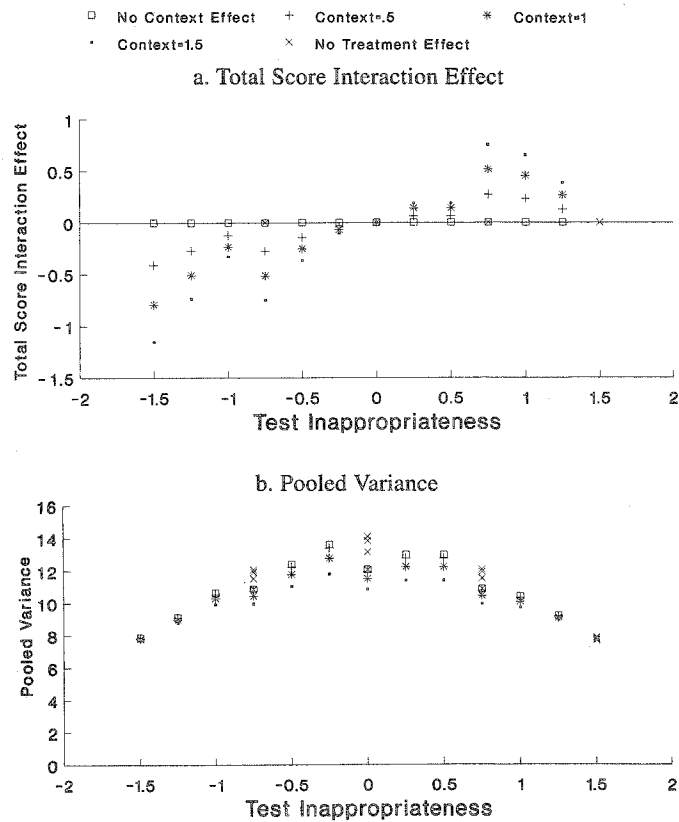 No Context Effect Context=.5 Context=1
Context=1.5 No Treatment Effect
a. Total Score Interaction Effect
1
0.5
0
-0.5
-1
-1.5
Total Score Interaction Effect
-2 -1.5 -1 -0.5 0 0.5 1 1.5 2
Test Inappropriateness
b. Pooled Variance
16
14
12
10
8
6
4
2
0
Pooled Variance
-2 -1.5 -1 -0.5 0 0.5 1 1.5 2
Test Inappropriateness